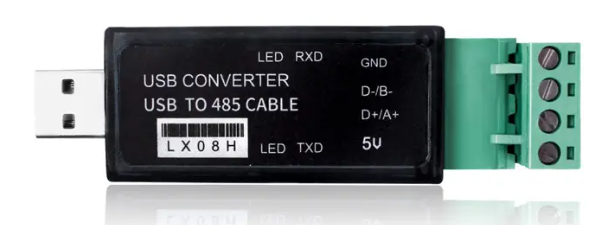 LED RXD
GND
USB CONVERTER
D-/B-
USB TO 485 CABLE
D+/A+
LX08H
LED TXD
5V